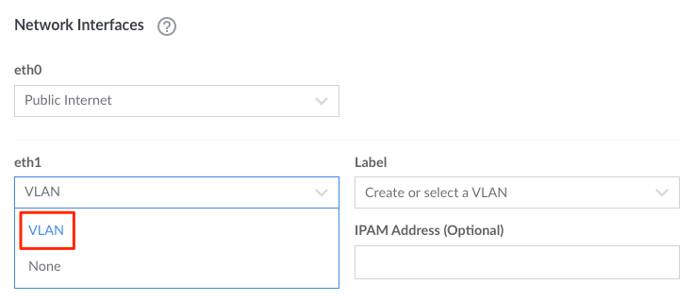 Network Interfaces ?
eth0
Public Internet
eth1
Label
VLAN
Create or select a VLAN
VLAN
IPAM Address (Optional)
None